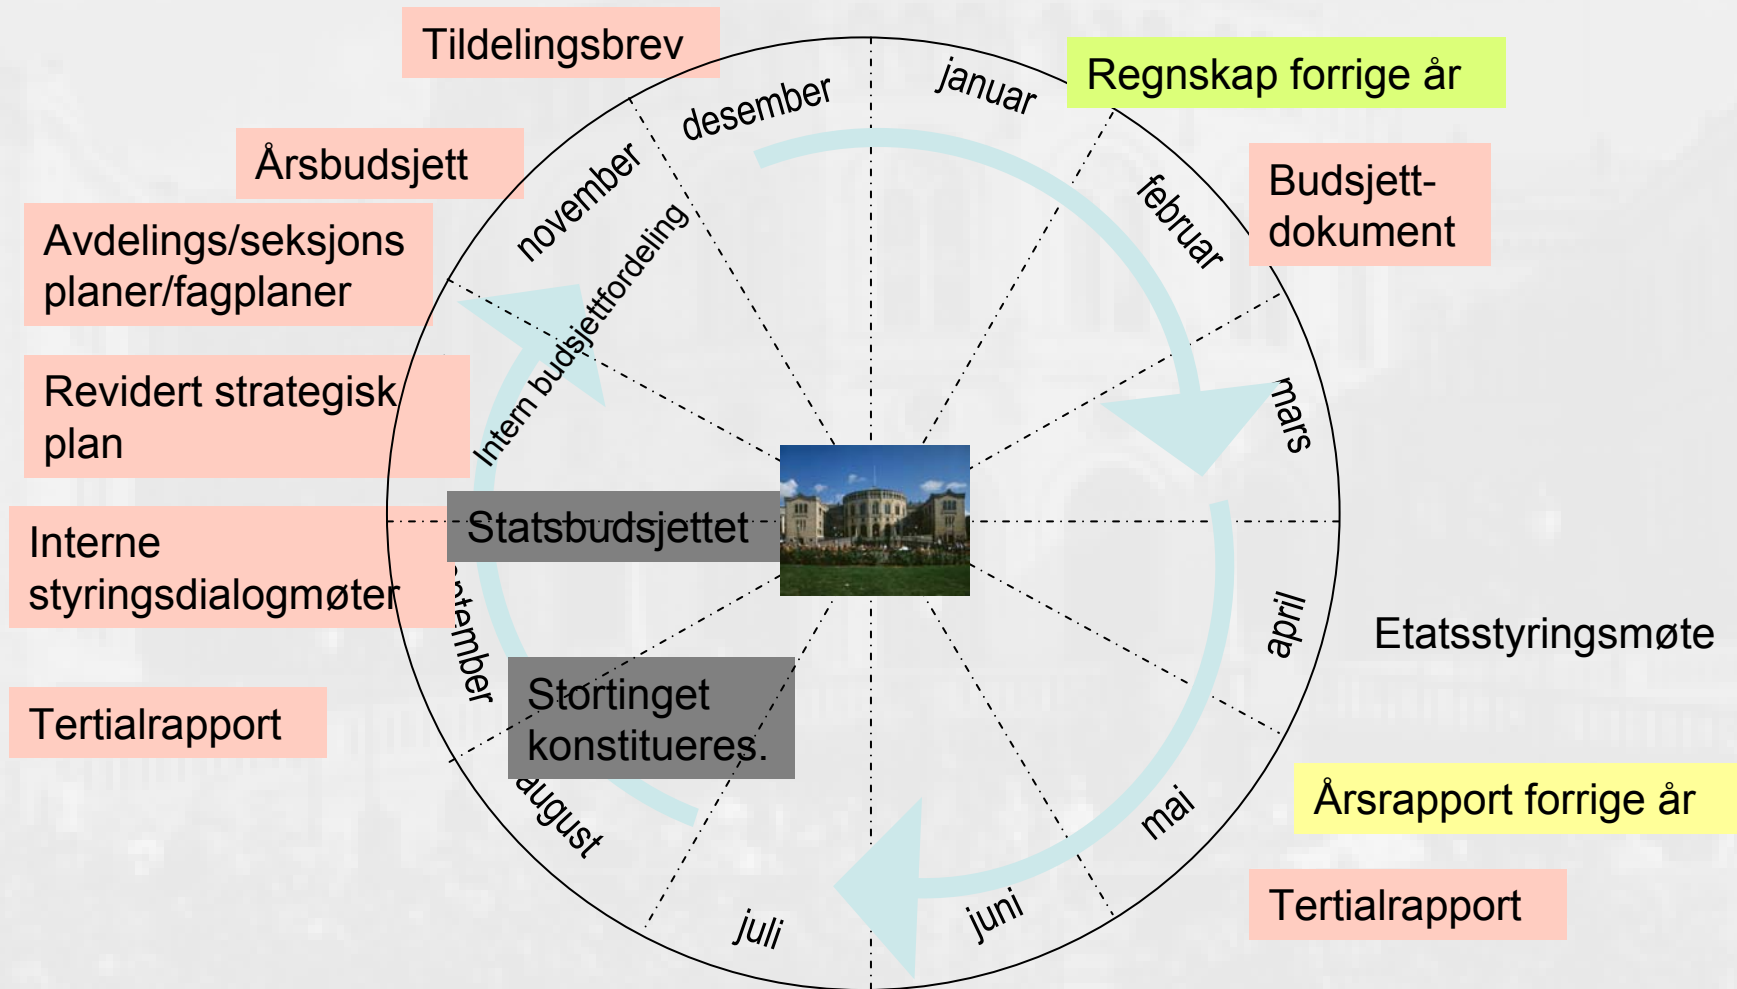 Tildelingsbrev
desember
januar
Regnskap forrige år
Årsbudsjett
november
februar
Budsjett-
dokument
Avdelings/seksjons
planer/fagplaner
Intern budsjettfordeling
Revidert strategisk
plan
mars
Statsbudsjettet
Interne
styringsdialogmøter
april
Etatsstyringsmøte
Stortinget
konstitueres.
Tertialrapport
august
mai
Årsrapport forrige år
juli
juni
Tertialrapport